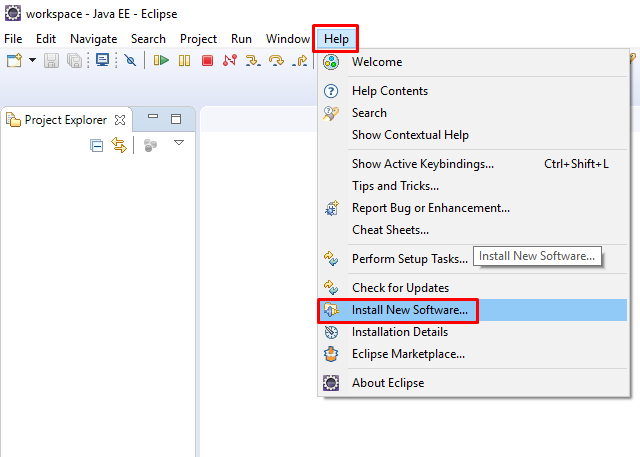 workspace - Java EE - Eclipse
File Edit Navigate Search Project Run Window Help
Project Explorer
Welcome
Help Contents
Search
Show Contextual Help
Show Active Keybindings... Ctrl+Shift+L
Tips and Tricks...
Report Bug or Enhancement...
Cheat Sheets...
Perform Setup Tasks...
Install New Software...
Check for Updates
Install New Software...
Installation Details
Eclipse Marketplace...
About Eclipse